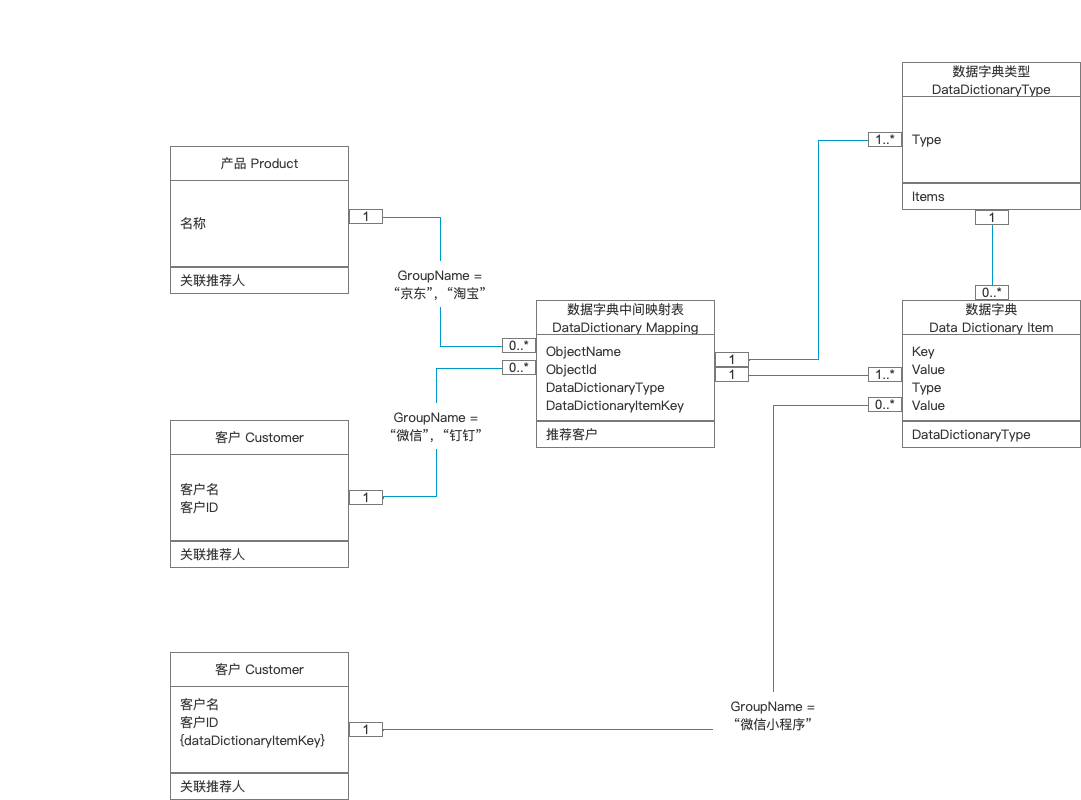 数据字典类型
DataDictionaryType
1..*
Type
Items
1
产品 Product
名称
关联推荐人
1
GroupName =
“京东”，“淘宝”
0..*
数据字典中间映射表
DataDictionary Mapping
ObjectName
ObjectId
DataDictionaryType
DataDictionaryItemKey
推荐客户
0..*
0..*
1
1
数据字典
Data Dictionary Item
Key
Value
Type
Value
DataDictionaryType
1..*
0..*
GroupName =
“微信”，“钉钉”
客户 Customer
客户名
客户ID
关联推荐人
1
客户 Customer
客户名
客户ID
{dataDictionaryItemKey}
关联推荐人
1
GroupName =
“微信小程序”